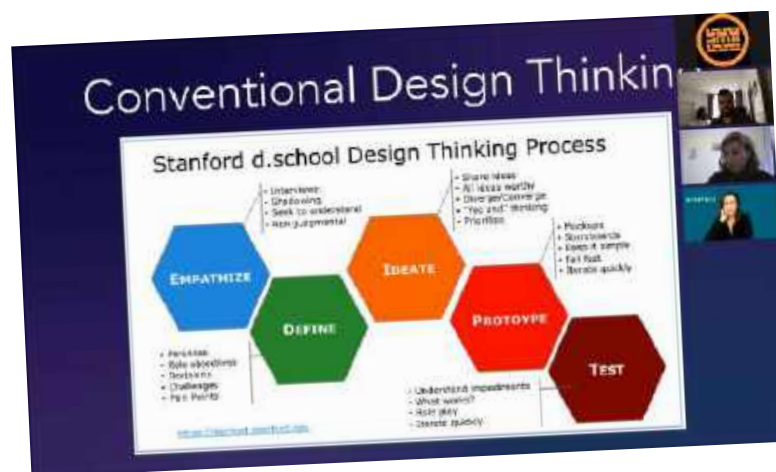 Conventional Design Thinkin
Stanford d.school Design Thinking Process
• Interviews
• Shadowing
• Seek to understand
• Non-judgmental
• Share ideas
• All ideas worthy
• Diverge/Converge
• "Yes and" thinking
• Prioritize
• Mockups
• Storyboards
• Keep it simple
• Fail fast
• Iterate quickly
EMPATHIZE
DEFINE
IDEATE
PROTOYPE
TEST
• Personas
• Role objectives
• Decisions
• Challenges
• Pain Points
• Understand impediments
• What works?
• Role play
• Iterate quickly